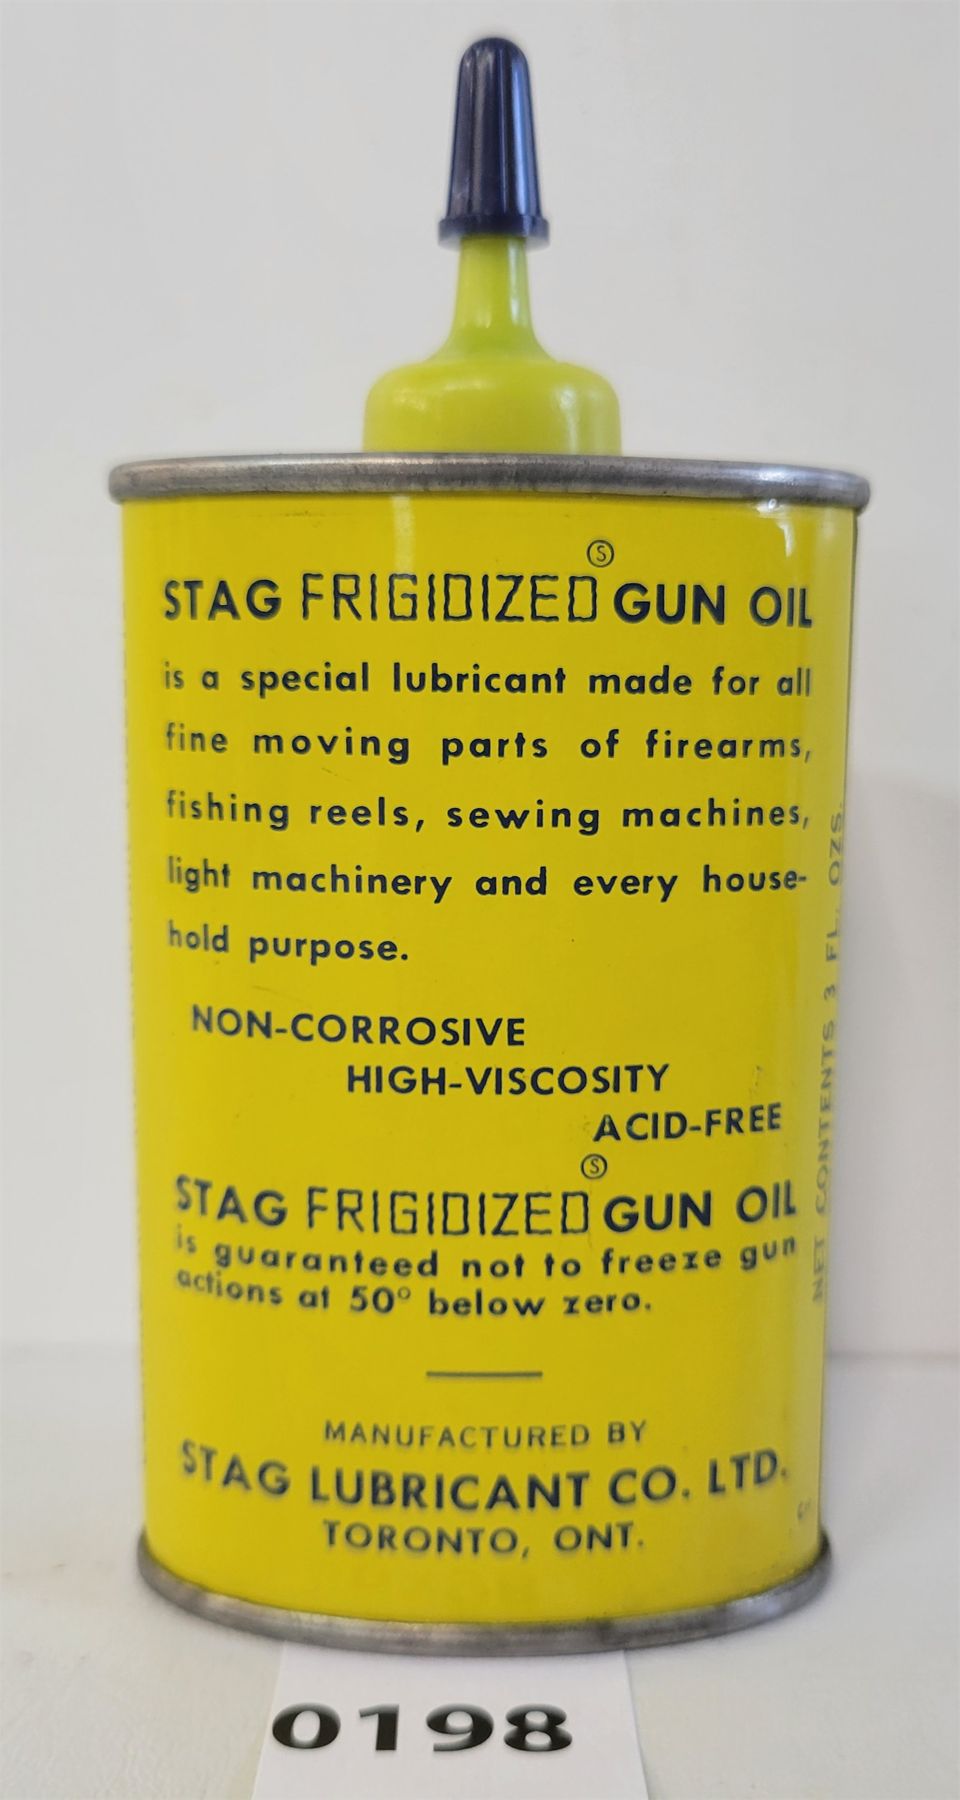 STAG FRIGIDIZED Ⓢ GUN OIL
is a special lubricant made for all
fine moving parts of firearms,
fishing reels, sewing machines,
light machinery and every house-
hold purpose.
NON-CORROSIVE
HIGH-VISCOSITY
ACID-FREE
STAG FRIGIDIZED Ⓢ GUN OIL
is guaranteed not to freeze gun
actions at 50° below zero.
MANUFACTURED BY
STAG LUBRICANT CO. LTD.
TORONTO, ONT.
NET CONTENTS 3 FL. OZS.
0198